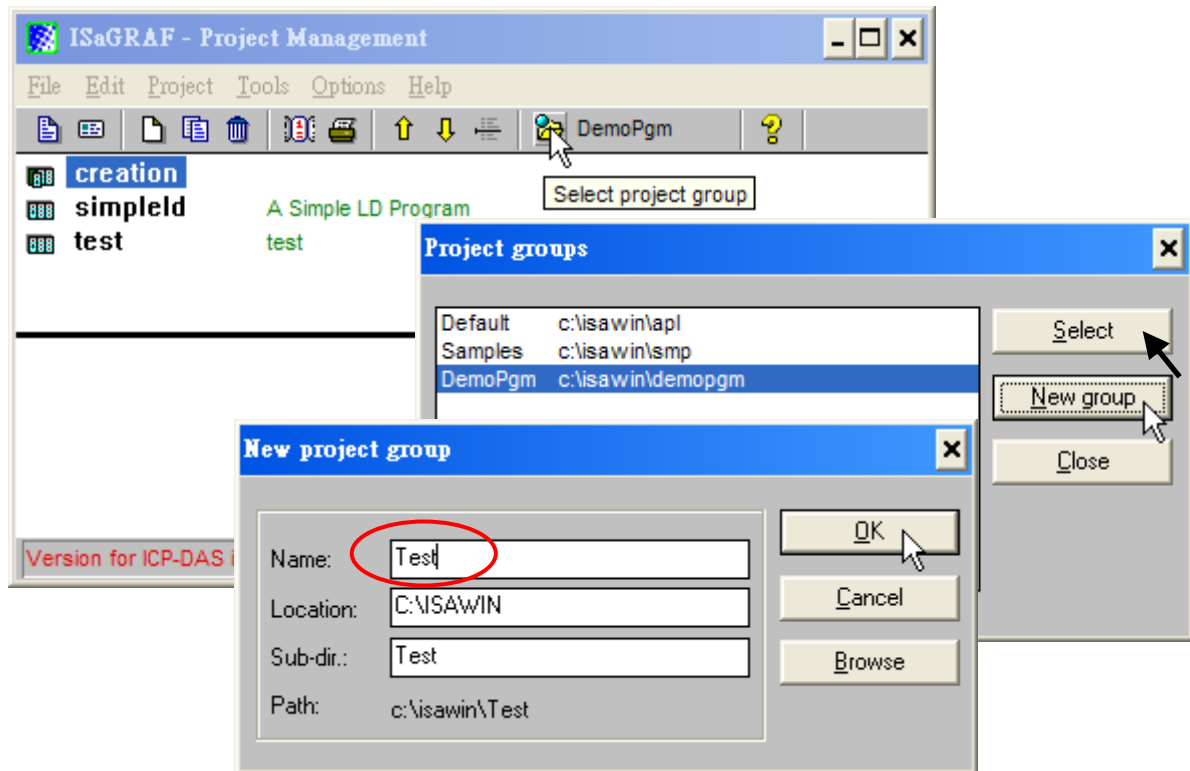 ISaGRAF - Project Management
File Edit Project Tools Options Help
DemoPgm
Select project group
creation
simpleld A Simple LD Program
test test
Version for ICP-DAS
Project groups
Default c:\isawin\apl
Samples c:\isawin\smp
DemoPgm c:\isawin\demopgm
Select
New group
Close
New project group
Name: Test
Location: C:\ISAWIN
Sub-dir.: Test
Path: c:\isawin\Test
OK
Cancel
Browse